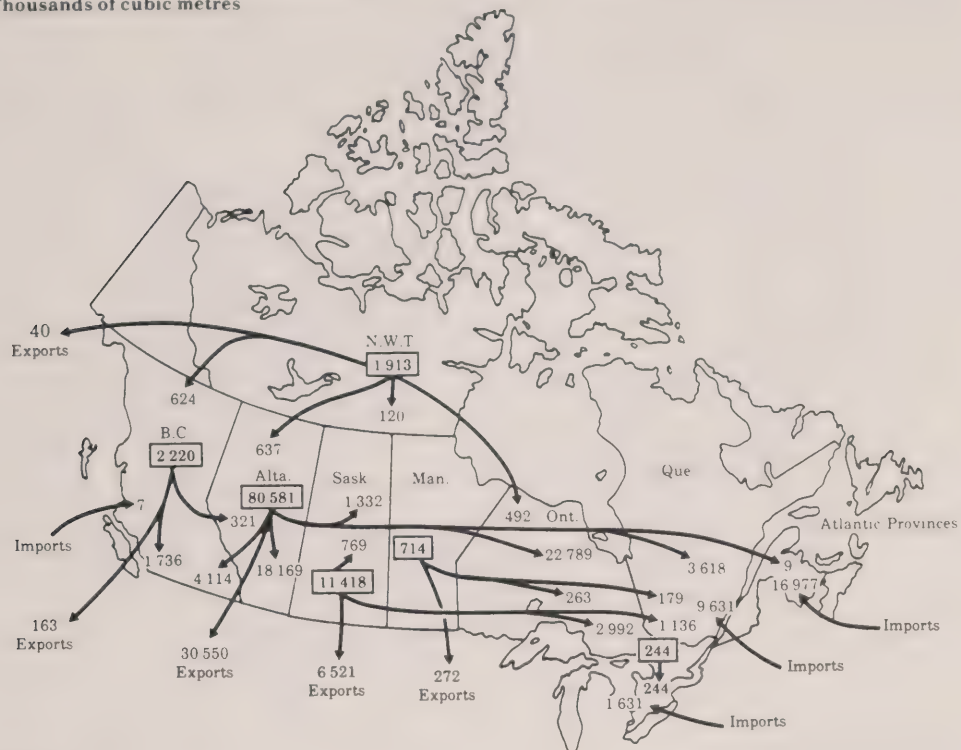 Thousands of cubic metres
40
Exports
N.W.T
1 913
624
120
637
B.C
2 220
Alta.
80 581
Sask
1 332
Man.
Que
7
Imports
321
492
Ont.
Atlantic Provinces
1 736
4 114
18 169
769
714
22 789
3 618
9
16 977
11 418
263
179
9 631
163
Exports
2 992
1 136
Imports
30 550
Exports
6 521
Exports
272
Exports
244
Imports
244
1 631
Imports